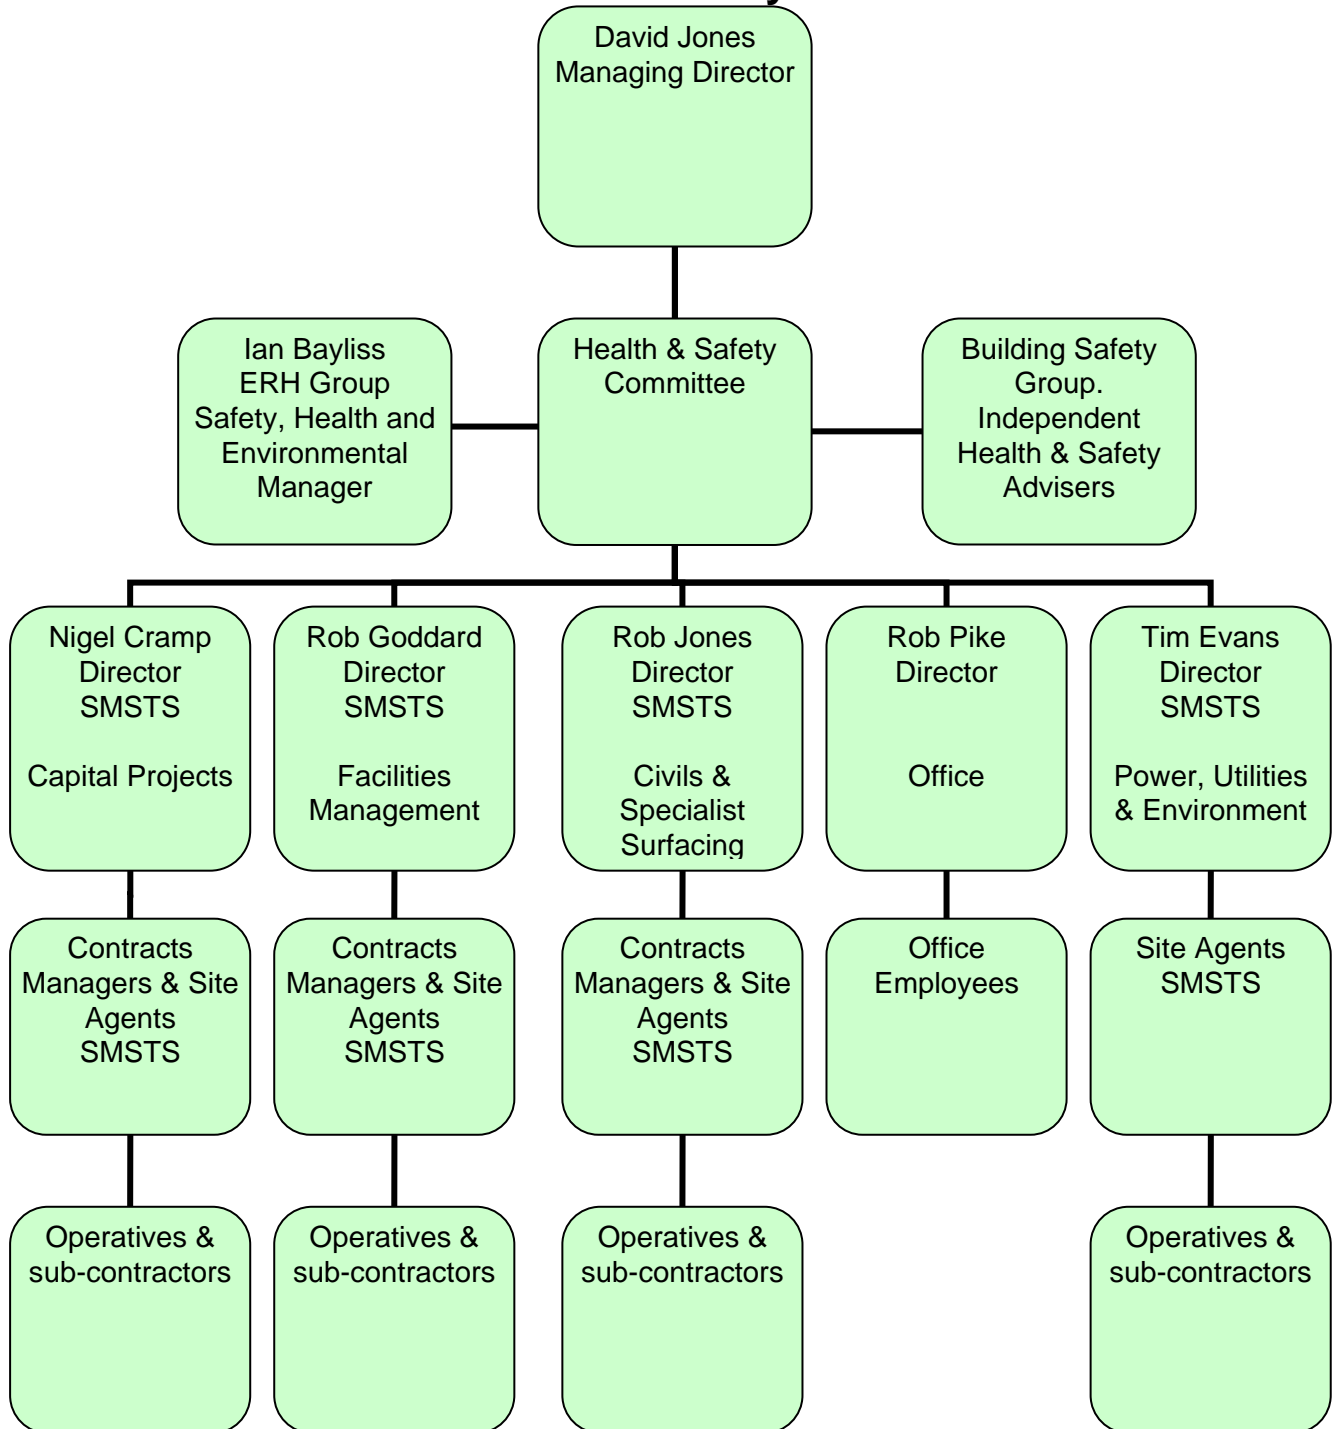 David Jones
Managing Director
Ian Bayliss
ERH Group
Safety, Health and
Environmental
Manager
Health & Safety
Committee
Building Safety
Group.
Independent
Health & Safety
Advisers
Nigel Cramp
Director
SMSTS
Capital Projects
Rob Goddard
Director
SMSTS
Facilities
Management
Rob Jones
Director
SMSTS
Civils &
Specialist
Surfacing
Rob Pike
Director
Office
Tim Evans
Director
SMSTS
Power, Utilities
& Environment
Contracts
Managers & Site
Agents
SMSTS
Contracts
Managers & Site
Agents
SMSTS
Contracts
Managers & Site
Agents
SMSTS
Office
Employees
Site Agents
SMSTS
Operatives &
sub-contractors
Operatives &
sub-contractors
Operatives &
sub-contractors
Operatives &
sub-contractors